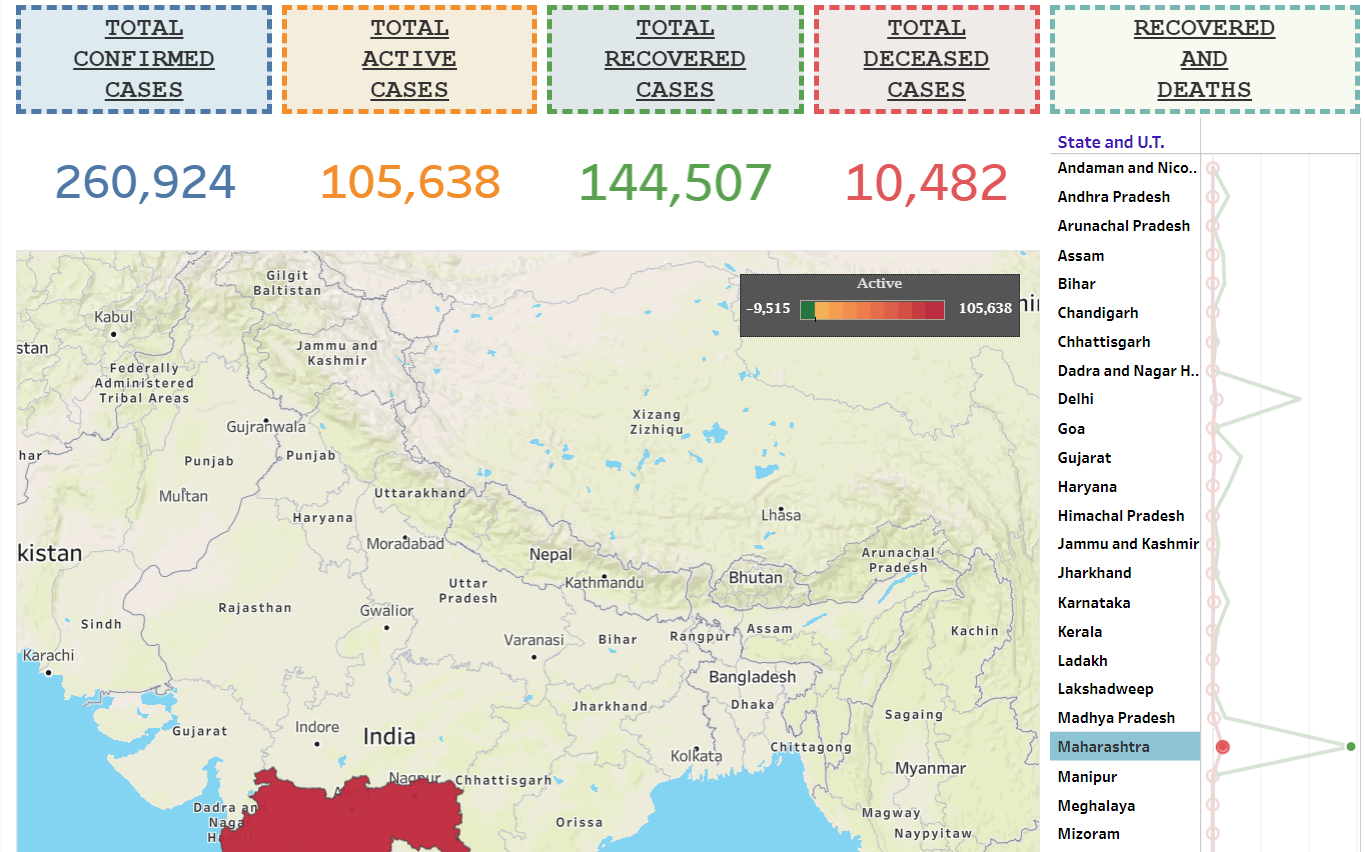 TOTAL
CONFIRMED
CASES
TOTAL
ACTIVE
CASES
TOTAL
RECOVERED
CASES
TOTAL
DECEASED
CASES
RECOVERED
AND
DEATHS
260,924
105,638
144,507
10,482
Active
-9,515
105,638
Gilgit
Baltistan
Kabul
stan
Jammu and
Kashmir
Federally
Administered
Tribal Areas
Xizang
Zizhiqu
Gujranwala
har
Punjab
Punjab
Multan
Uttarakhand
Haryana
Lhasa
Moradabad
kistan
Nepal
Arunachal
Pradesh
Kathmandu
Bhutan
Uttar
Pradesh
Rajasthan
Gwalior
Sindh
Varanasi
Bihar
Rangpur
Assam
Kachin
Karachi
Bangladesh
Jharkhand
Dhaka
Sagaing
Gujarat
Indore
India
Kolkata
Chittagong
Myanmar
Nagpur
Chhattisgarh
Dadra and
Naga
Orissa
Magway
Naypyitaw
State and U.T.
Andaman and Nico..
Andhra Pradesh
Arunachal Pradesh
Assam
Bihar
Chandigarh
Chhattisgarh
Dadra and Nagar H..
Delhi
Goa
Gujarat
Haryana
Himachal Pradesh
Jammu and Kashmir
Jharkhand
Karnataka
Kerala
Ladakh
Lakshadweep
Madhya Pradesh
Maharashtra
Manipur
Meghalaya
Mizoram